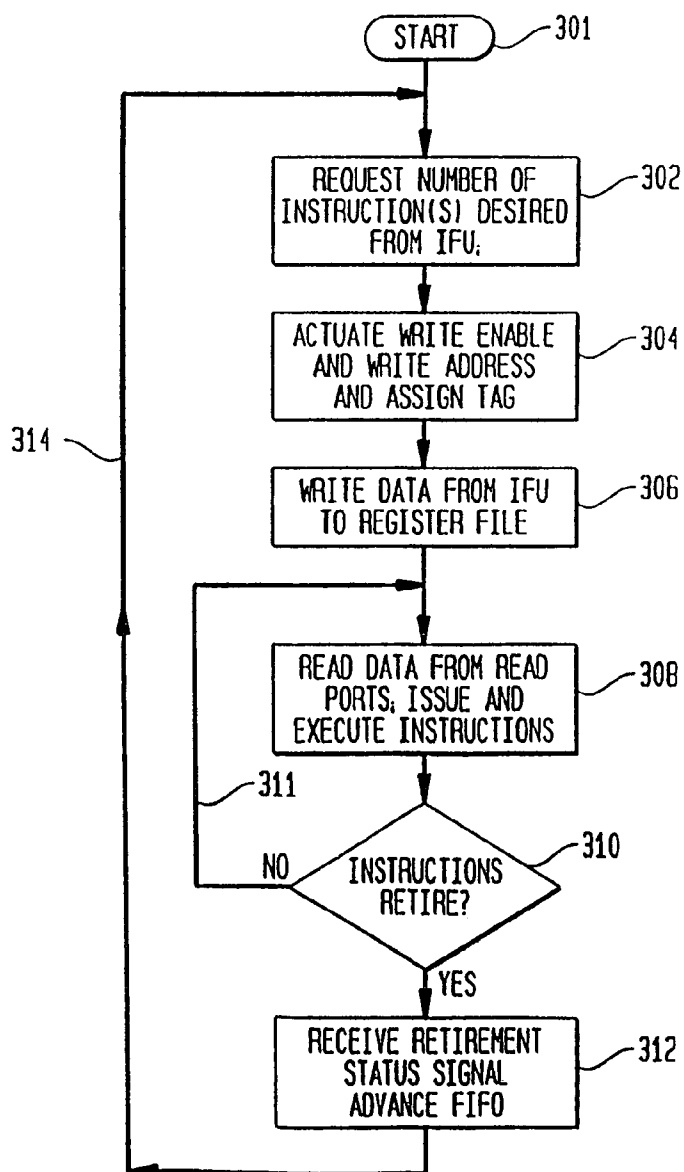 START
301
REQUEST NUMBER OF
INSTRUCTION(S) DESIRED
FROM IFU;
302
ACTUATE WRITE ENABLE
AND WRITE ADDRESS
AND ASSIGN TAG
304
314
WRITE DATA FROM IFU
TO REGISTER FILE
306
READ DATA FROM READ
PORTS; ISSUE AND
EXECUTE INSTRUCTIONS
308
311
NO
INSTRUCTIONS
RETIRE?
310
YES
RECEIVE RETIREMENT
STATUS SIGNAL
ADVANCE FIFO
312